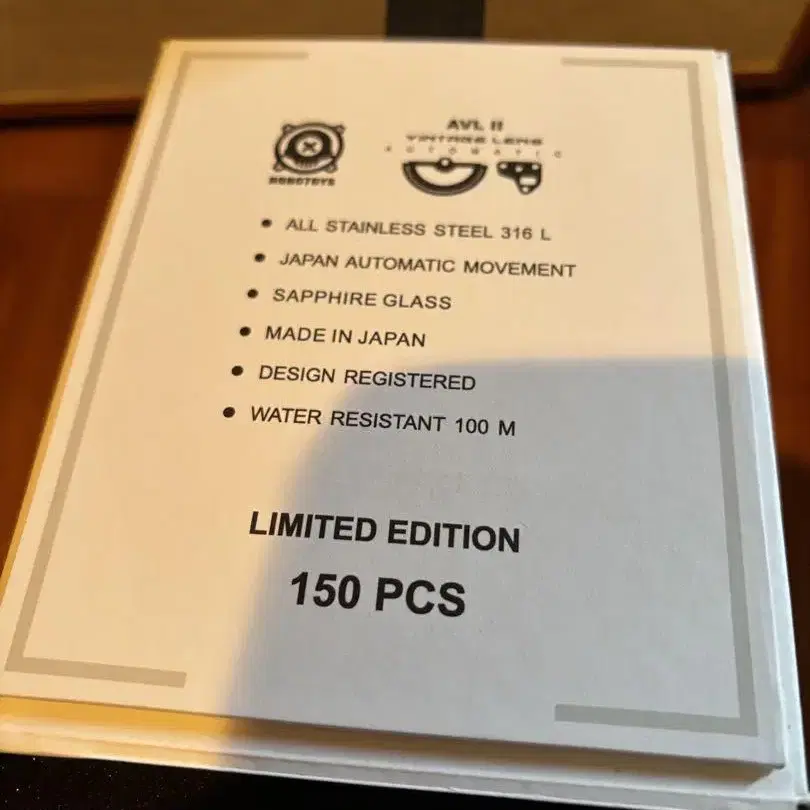 AVL II
VINTAGE LENS
AUTOMATIC
ROBOTOYS
ALL STAINLESS STEEL 316 L
JAPAN AUTOMATIC MOVEMENT
SAPPHIRE GLASS
MADE IN JAPAN
DESIGN REGISTERED
WATER RESISTANT 100 M
LIMITED EDITION
150 PCS